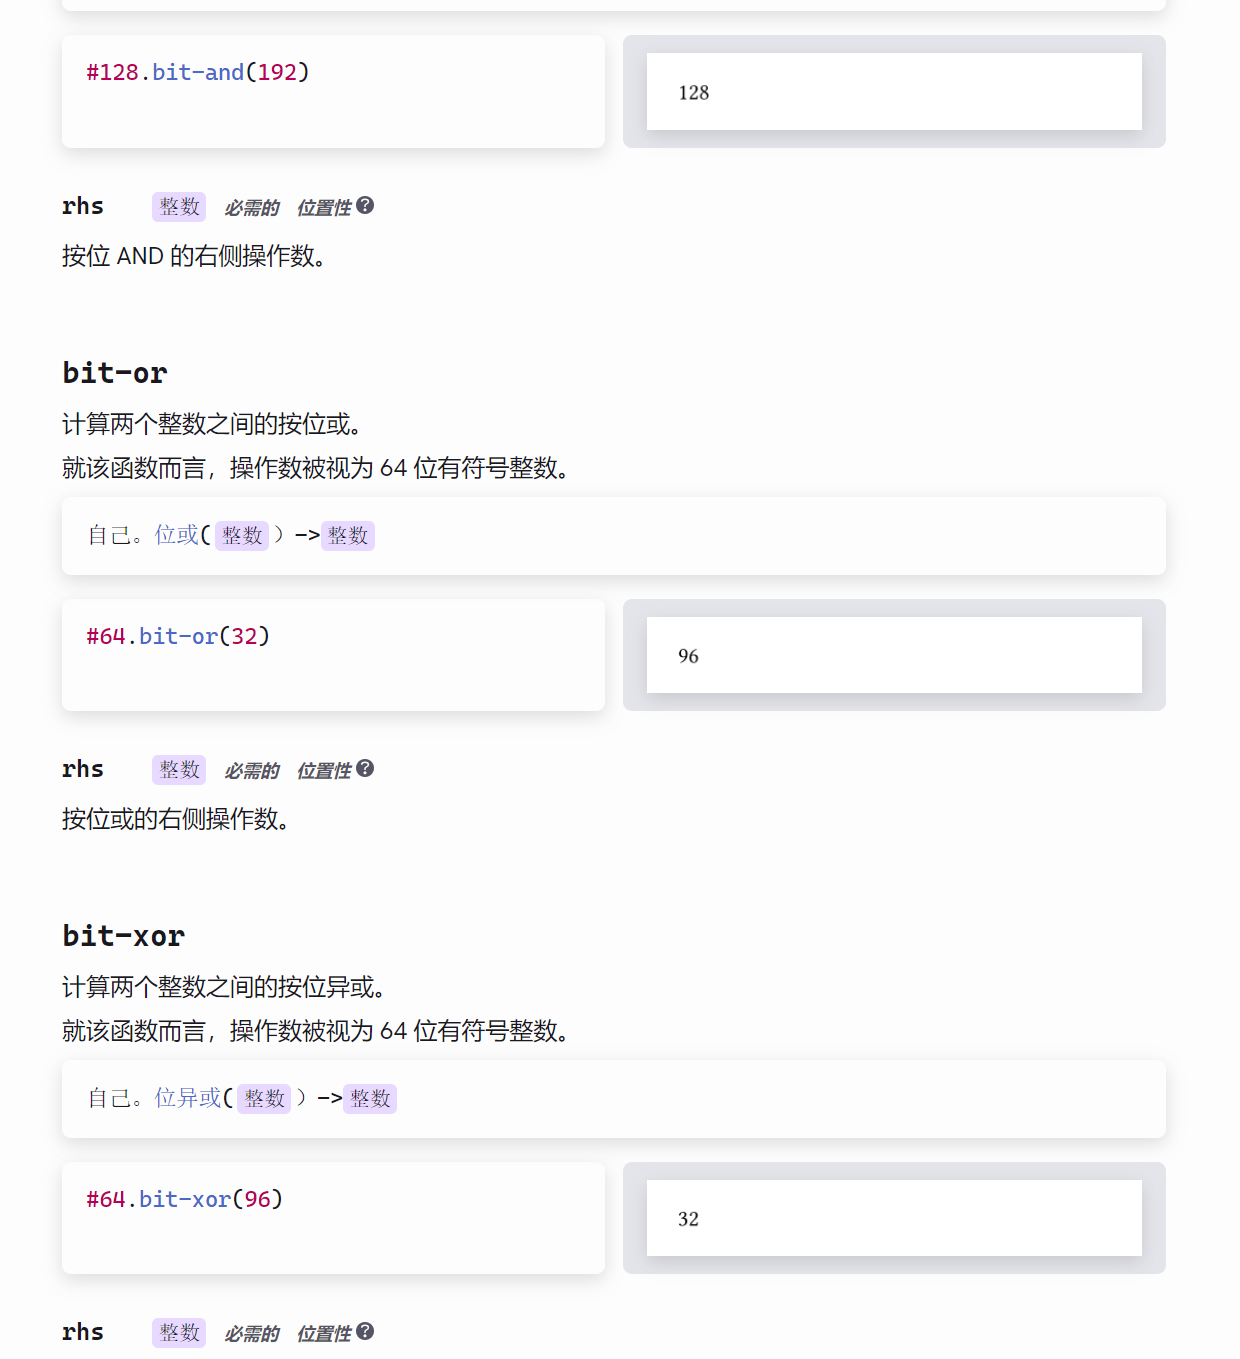 #128.bit-and(192)
128
rhs 整数 必需的 位置性 ?
按位 AND 的右侧操作数。
bit-or
计算两个整数之间的按位或。
就该函数而言，操作数被视为 64 位有符号整数。
自己。位或(整数）->整数
#64.bit-or(32)
96
rhs 整数 必需的 位置性 ?
按位或的右侧操作数。
bit-xor
计算两个整数之间的按位异或。
就该函数而言，操作数被视为 64 位有符号整数。
自己。位异或(整数）->整数
#64.bit-xor(96)
32
rhs 整数 必需的 位置性 ?